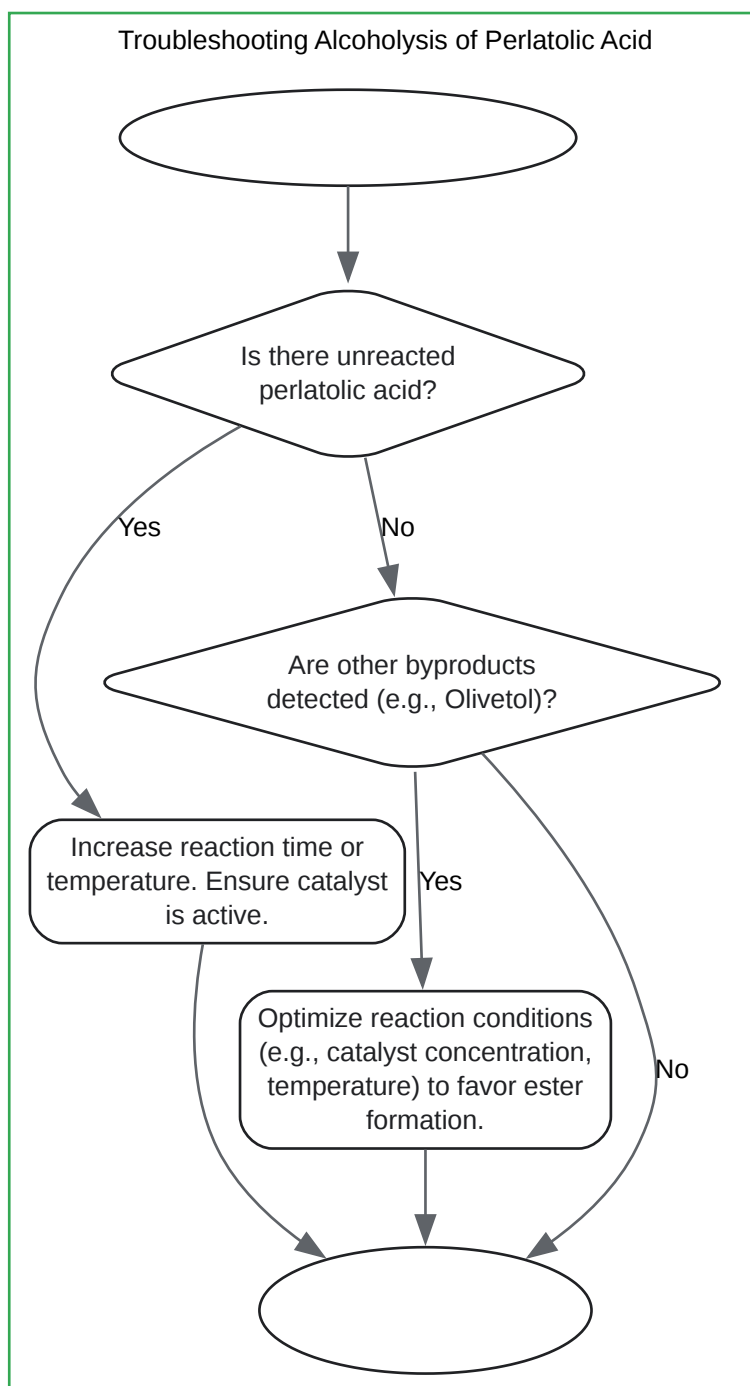 Troubleshooting Alcoholysis of Perlatolic Acid
Is there unreacted
perlatolic acid?
Yes
No
Are other byproducts
detected (e.g., Olivetol)?
Increase reaction time or
temperature. Ensure catalyst
is active.
Yes
Optimize reaction conditions
(e.g., catalyst concentration,
temperature) to favor ester
formation.
No